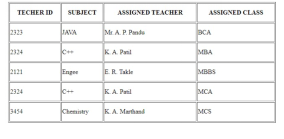 TECHER ID SUBJECT ASSIGNED TEACHER ASSIGNED CLASS
2323 JAVA Mr. A. P. Pandu BCA
2324 C++ K. A. Patil MBA
2121 Engee E. R. Takle MBBS
2324 C++ K. A. Patil MCA
3454 Chemistry K. A. Marthand MCS